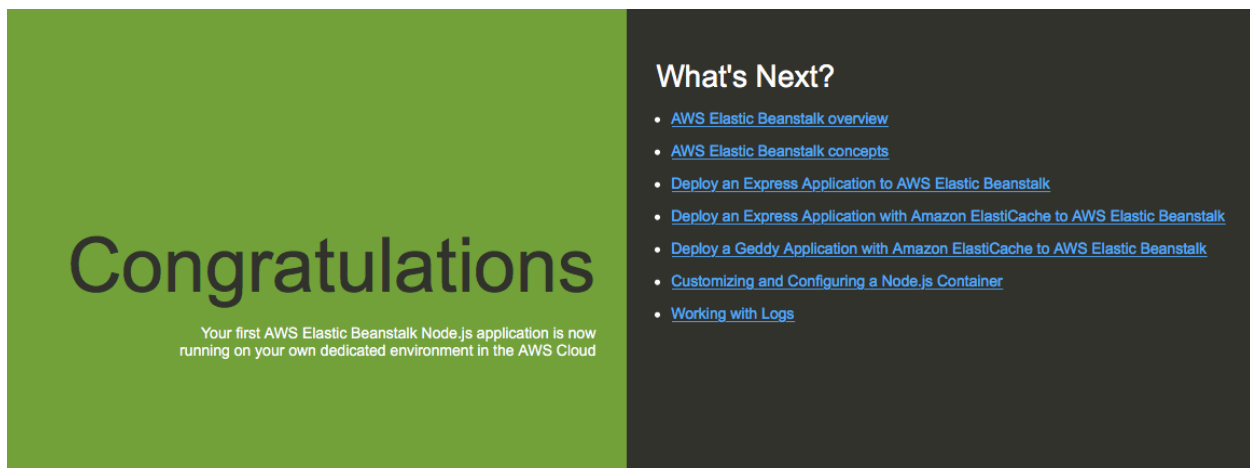 Congratulations
Your first AWS Elastic Beanstalk Node.js application is now
running on your own dedicated environment in the AWS Cloud
What's Next?
AWS Elastic Beanstalk overview
AWS Elastic Beanstalk concepts
Deploy an Express Application to AWS Elastic Beanstalk
Deploy an Express Application with Amazon ElastiCache to AWS Elastic Beanstalk
Deploy a Geddy Application with Amazon ElastiCache to AWS Elastic Beanstalk
Customizing and Configuring a Node.js Container
Working with Logs